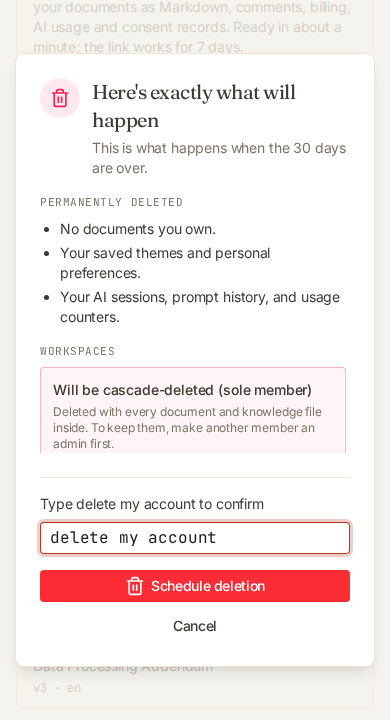 your documents as Markdown, comments, billing,
AI usage and consent records. Ready in about a
minute; the link works for 7 days.
Here's exactly what will
happen
This is what happens when the 30 days
are over.
PERMANENTLY DELETED
• No documents you own.
• Your saved themes and personal
preferences.
• Your AI sessions, prompt history, and usage
counters.
WORKSPACES
Will be cascade-deleted (sole member)
Deleted with every document and knowledge file
inside. To keep them, make another member an
admin first.
Type delete my account to confirm
delete my account
Schedule deletion
Cancel
Data Processing Addendum
v3 · en